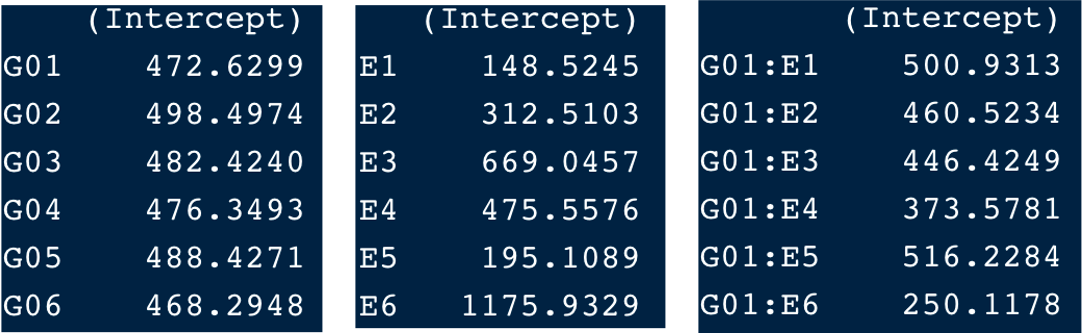 (Intercept)
G01 472.6299
G02 498.4974
G03 482.4240
G04 476.3493
G05 488.4271
G06 468.2948
(Intercept)
E1 148.5245
E2 312.5103
E3 669.0457
E4 475.5576
E5 195.1089
E6 1175.9329
(Intercept)
G01:E1 500.9313
G01:E2 460.5234
G01:E3 446.4249
G01:E4 373.5781
G01:E5 516.2284
G01:E6 250.1178